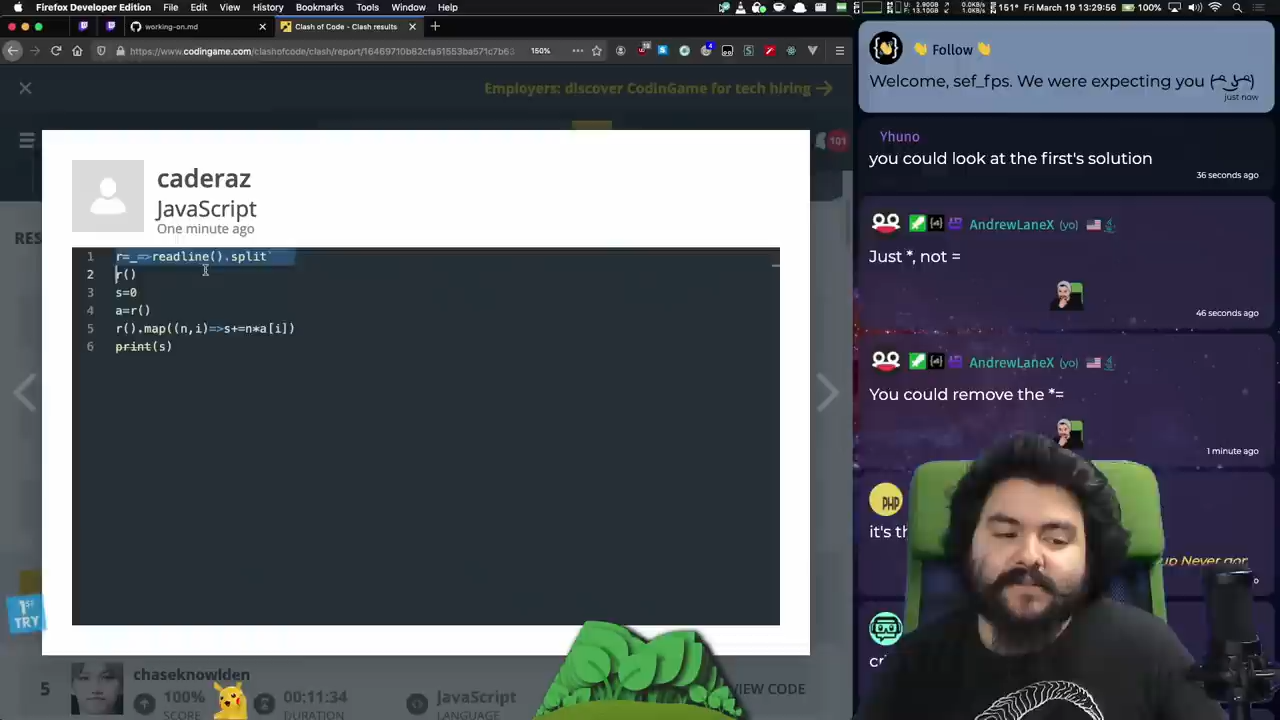 Firefox Developer Edition File Edit View History Bookmarks Tools Window Help
151° Fri March 19 13:29:56
100%
working-on.md
Clash of Code - Clash results
https://www.codingame.com/clashofcode/clash/report/16469710b82cfa51553ba571c7b63
150%
Employers: discover CodinGame for tech hiring
101
caderaz
JavaScript
One minute ago
1 r=_=>readline().split`
2 r()
3 s=0
4 a=r()
5 r().map((n,i)=>s+=n*a[i])
6 print(s)
RES
1ST
TRY
5
chaseknowlden
100%
SCORE
00:11:34
DURATION
JavaScript
LANGUAGE
VIEW CODE
👋 Follow 👋
Welcome, sef_fps. We were expecting you ( ͡° ͜ʖ ͡°)
just now
Yhuno
you could look at the first's solution
36 seconds ago
AndrewLaneX (yo)
Just *, not =
46 seconds ago
AndrewLaneX (yo)
You could remove the *=
1 minute ago
PHP
it's th